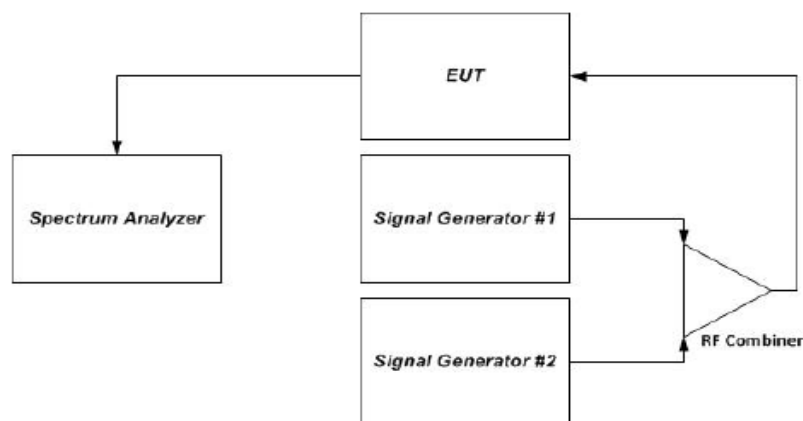 EUT
Spectrum Analyzer
Signal Generator #1
Signal Generator #2
RF Combiner